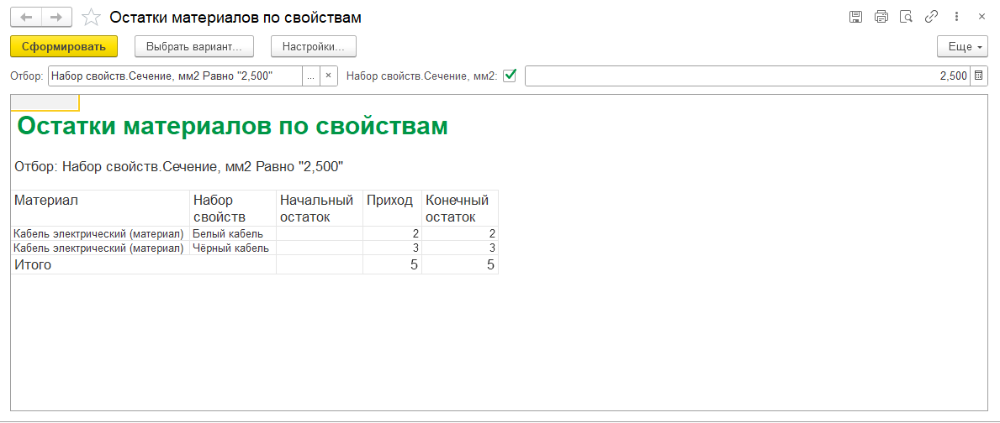 Остатки материалов по свойствам
Сформировать Выбрать вариант... Настройки... Еще
Отбор: Набор свойств.Сечение, мм2 Равно "2,500" ... × Набор свойств.Сечение, мм2: 2,500
Остатки материалов по свойствам
Отбор: Набор свойств.Сечение, мм2 Равно "2,500"
Материал Набор свойств Начальный остаток Приход Конечный остаток
Кабель электрический (материал) Белый кабель 2 2
Кабель электрический (материал) Чёрный кабель 3 3
Итого 5 5